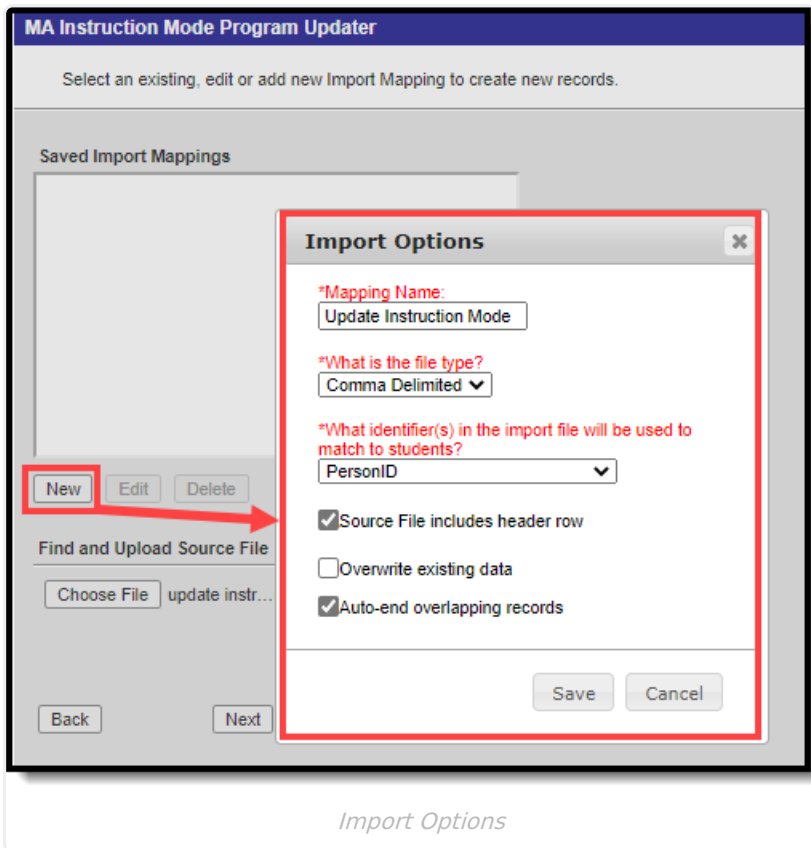 MA Instruction Mode Program Updater
Select an existing, edit or add new Import Mapping to create new records.
Saved Import Mappings
Import Options
*Mapping Name:
Update Instruction Mode
*What is the file type?
Comma Delimited
*What identifier(s) in the import file will be used to
match to students?
PersonID
Source File includes header row
Overwrite existing data
Auto-end overlapping records
Save Cancel
New Edit Delete
Find and Upload Source File
Choose File update instr...
Back Next
Import Options